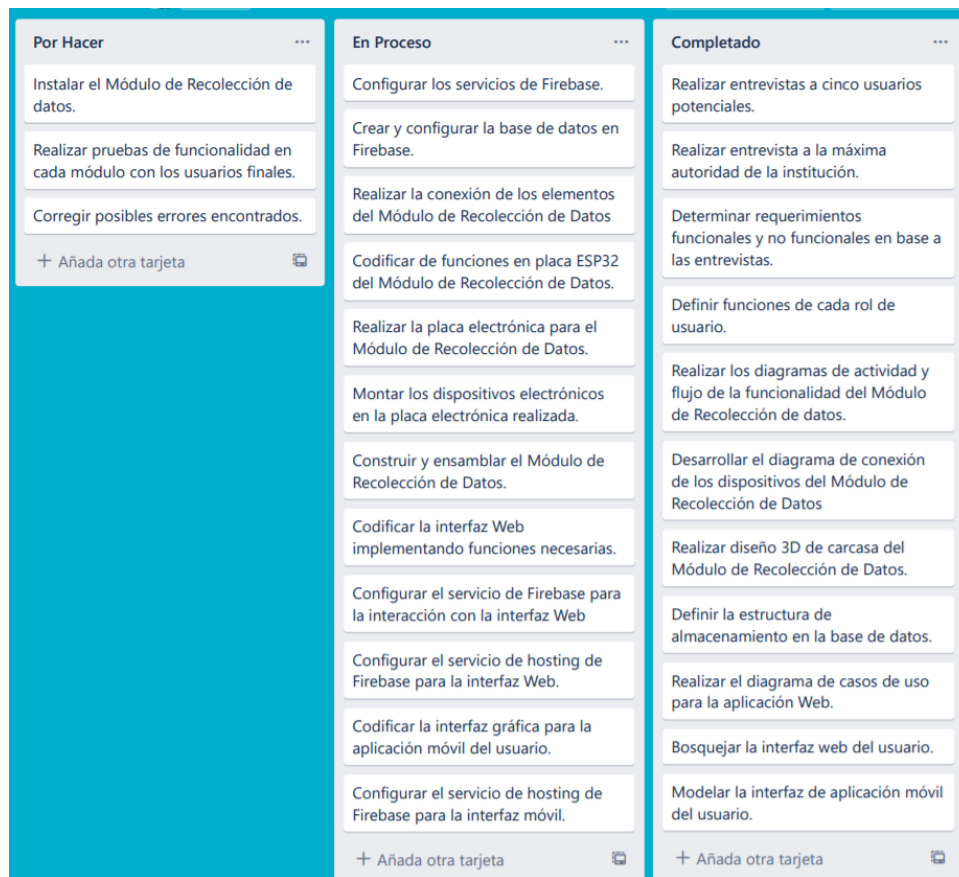 Por Hacer
Instalar el Módulo de Recolección de
datos.
Realizar pruebas de funcionalidad en
cada módulo con los usuarios finales.
Corregir posibles errores encontrados.
+ Añada otra tarjeta
En Proceso
Configurar los servicios de Firebase.
Crear y configurar la base de datos en
Firebase.
Realizar la conexión de los elementos
del Módulo de Recolección de Datos
Codificar de funciones en placa ESP32
del Módulo de Recolección de Datos.
Realizar la placa electrónica para el
Módulo de Recolección de Datos.
Montar los dispositivos electrónicos
en la placa electrónica realizada.
Construir y ensamblar el Módulo de
Recolección de Datos.
Codificar la interfaz Web
implementando funciones necesarias.
Configurar el servicio de Firebase para
la interacción con la interfaz Web
Configurar el servicio de hosting de
Firebase para la interfaz Web.
Codificar la interfaz gráfica para la
aplicación móvil del usuario.
Configurar el servicio de hosting de
Firebase para la interfaz móvil.
+ Añada otra tarjeta
Completado
Realizar entrevistas a cinco usuarios
potenciales.
Realizar entrevista a la máxima
autoridad de la institución.
Determinar requerimientos
funcionales y no funcionales en base a
las entrevistas.
Definir funciones de cada rol de
usuario.
Realizar los diagramas de actividad y
flujo de la funcionalidad del Módulo
de Recolección de datos.
Desarrollar el diagrama de conexión
de los dispositivos del Módulo de
Recolección de Datos
Realizar diseño 3D de carcasa del
Módulo de Recolección de Datos.
Definir la estructura de
almacenamiento en la base de datos.
Realizar el diagrama de casos de uso
para la aplicación Web.
Bosquejar la interfaz web del usuario.
Modelar la interfaz de aplicación móvil
del usuario.
+ Añada otra tarjeta